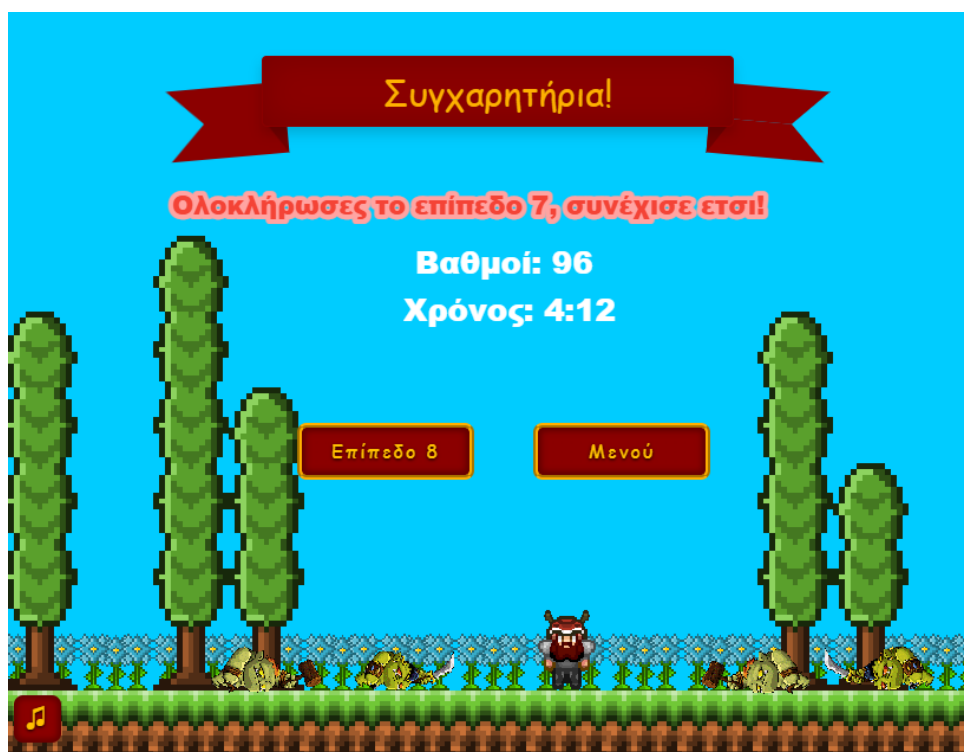 Συγχαρητήρια!
Ολοκλήρωσες το επίπεδο 7, συνέχισε ετσι!
Βαθμοί: 96
Χρόνος: 4:12
Επίπεδο 8
Μενού